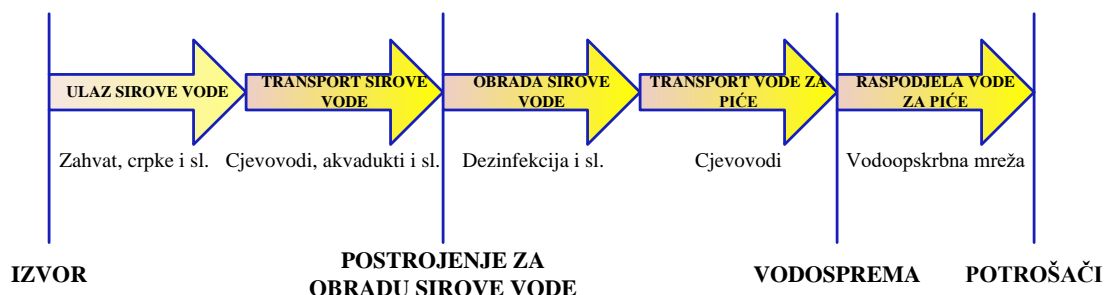 ULAZ SIROVE VODE
TRANSPORT SIROVE
VODE
OBRADA SIROVE
VODE
TRANSPORT VODE ZA
PIĆE
RASPODJELA VODE
ZA PIĆE
Zahvat, crpke i sl.
Cjevovodi, akvadukti i sl.
Dezinfekcija i sl.
Cjevovodi
Vodoopskrbna mreža
IZVOR
POSTROJENJE ZA
OBRADU SIROVE VODE
VODOSPREMA
POTROŠAČI